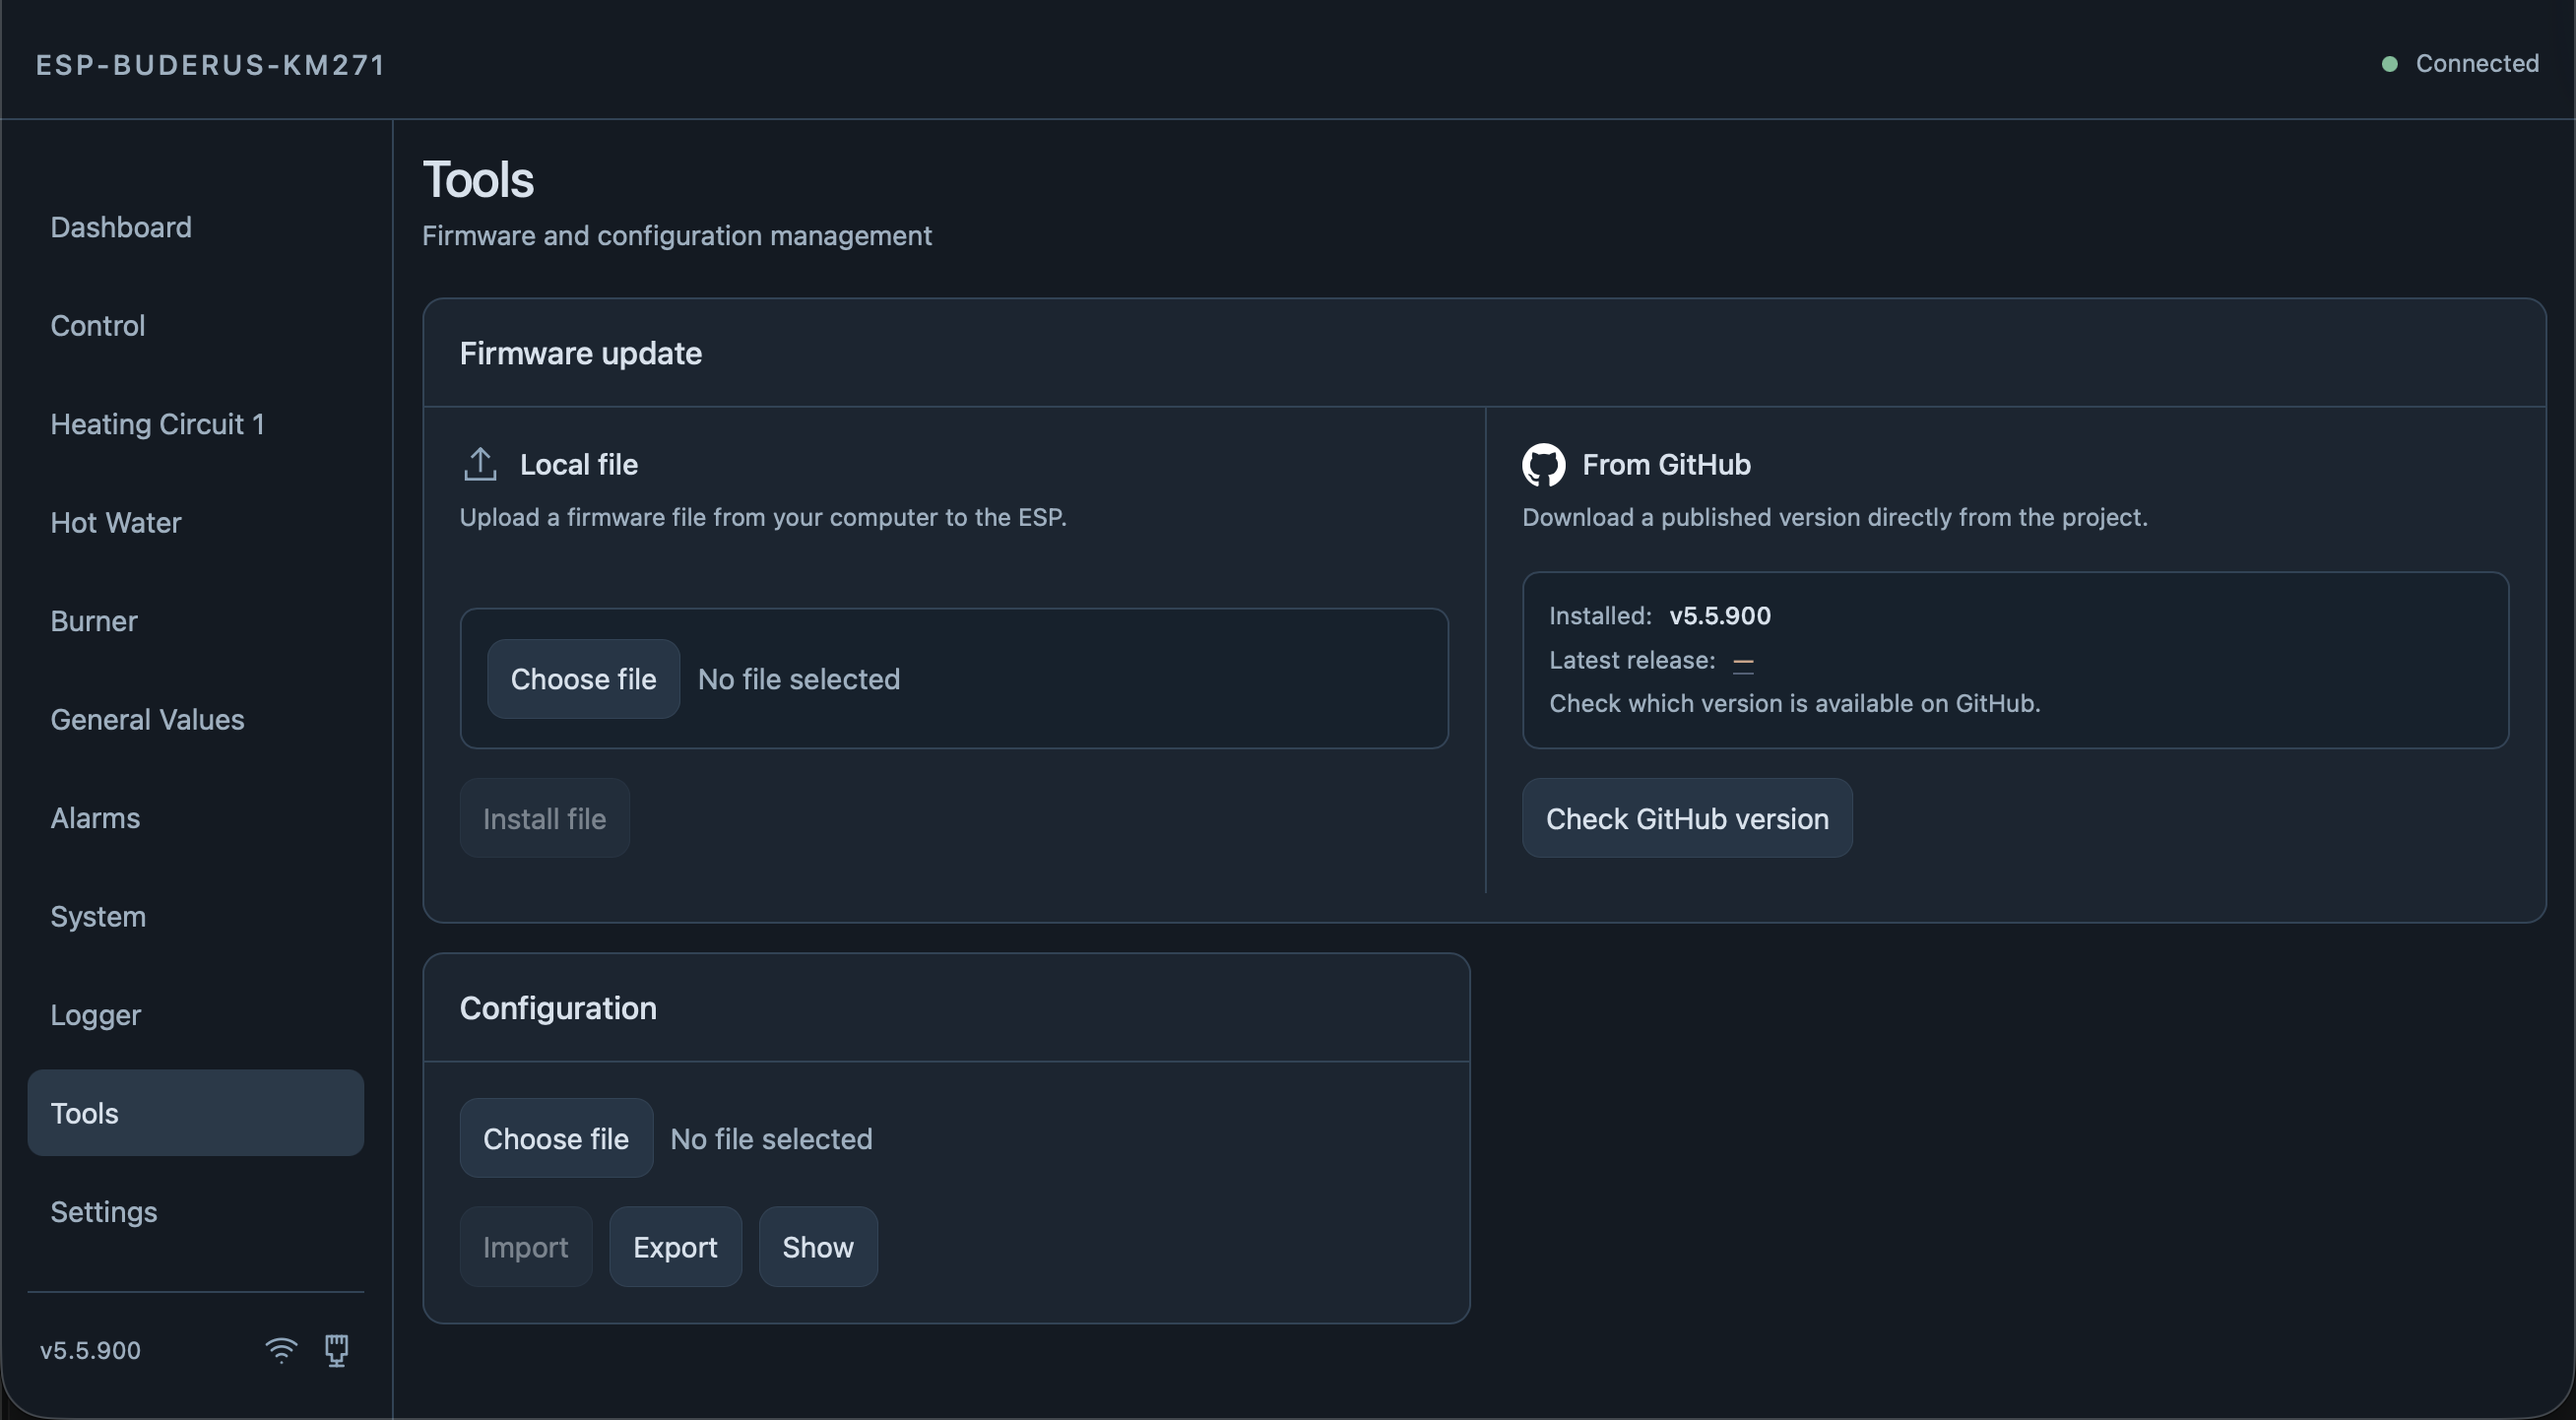 ESP-BUDERUS-KM271
Connected
Dashboard
Control
Heating Circuit 1
Hot Water
Burner
General Values
Alarms
System
Logger
Tools
Settings
v5.5.900
Tools
Firmware and configuration management
Firmware update
Local file
Upload a firmware file from your computer to the ESP.
Choose file No file selected
Install file
From GitHub
Download a published version directly from the project.
Installed: v5.5.900
Latest release: —
Check which version is available on GitHub.
Check GitHub version
Configuration
Choose file No file selected
Import Export Show